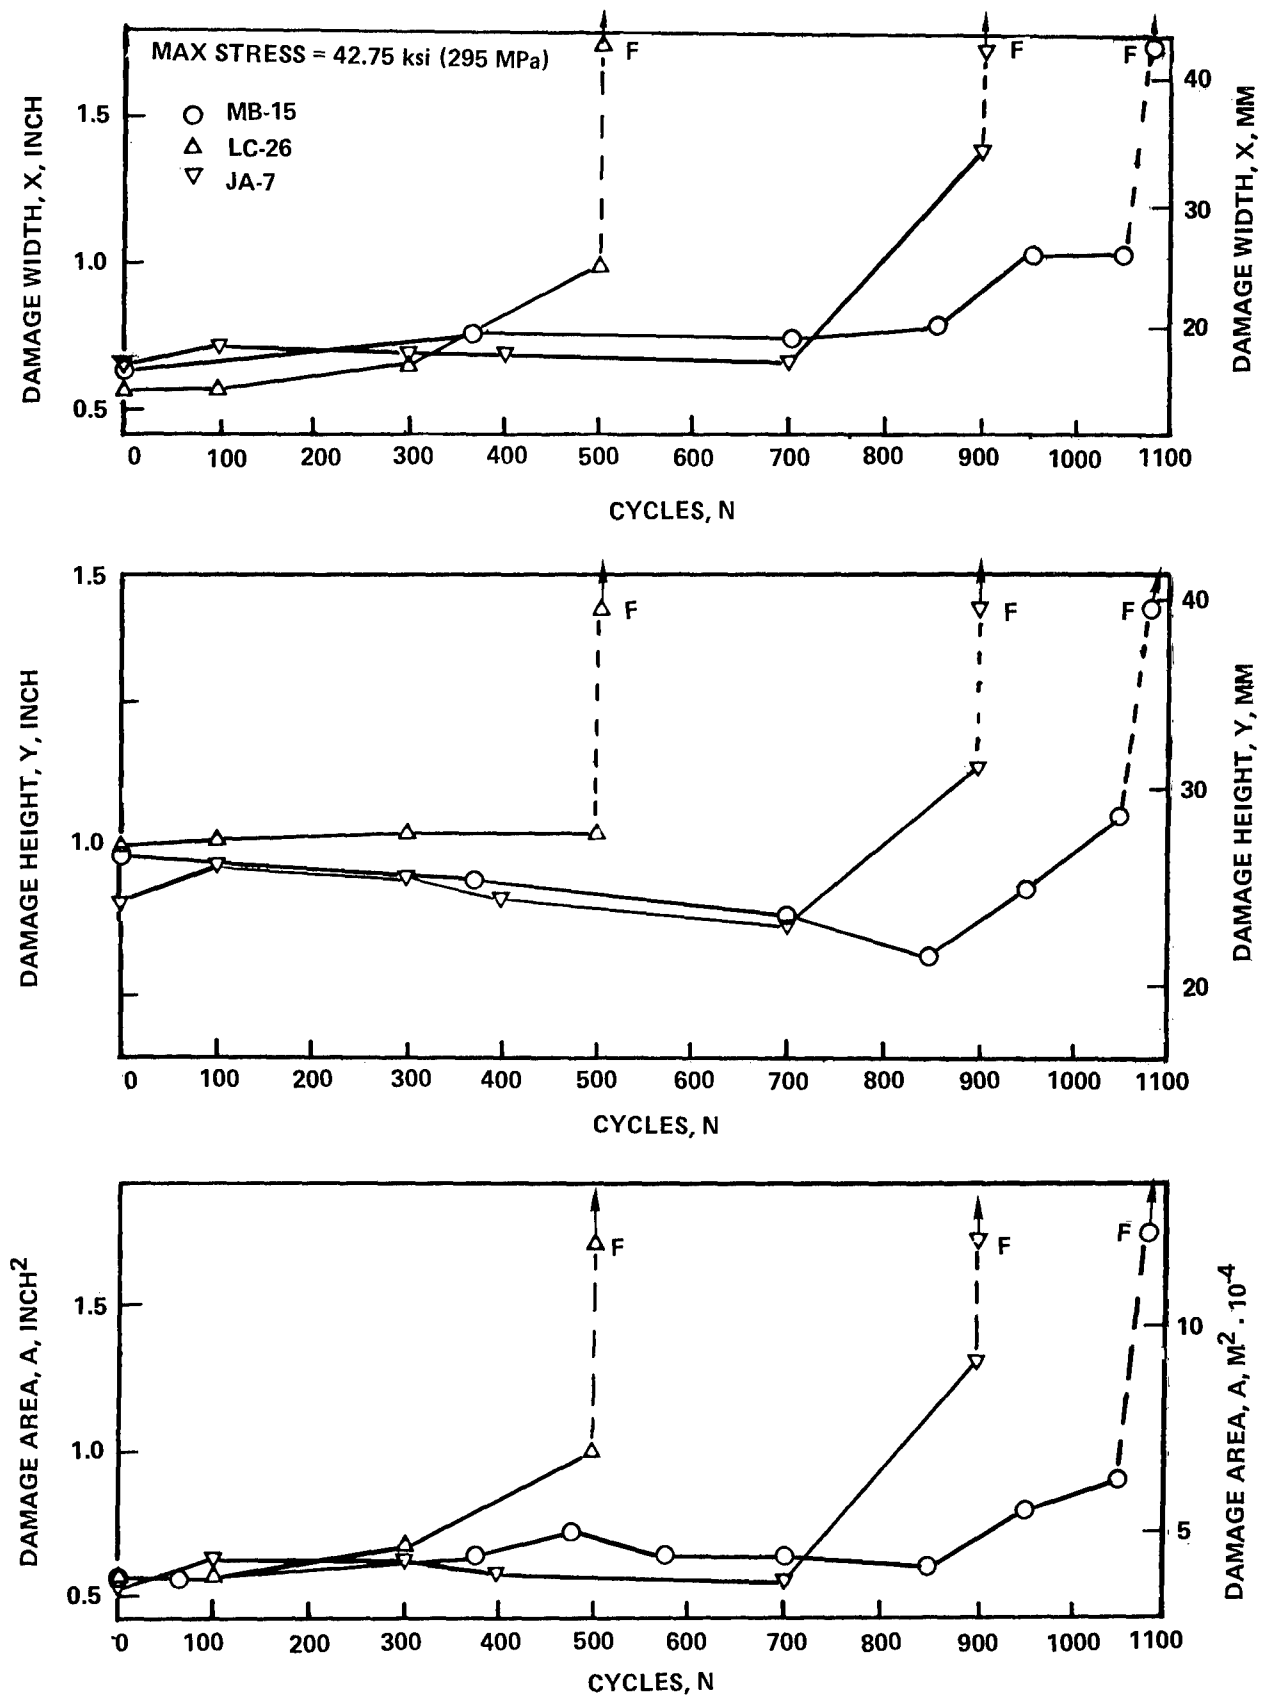 MAX STRESS = 42.75 ksi (295 MPa)
MB-15
LC-26
JA-7
F
F
F
DAMAGE WIDTH, X, INCH
1.5
1.0
0.5
DAMAGE WIDTH, X, MM
40
30
20
0 100 200 300 400 500 600 700 800 900 1000 1100
CYCLES, N
F
F
F
DAMAGE HEIGHT, Y, INCH
1.5
1.0
DAMAGE HEIGHT, Y, MM
40
30
20
0 100 200 300 400 500 600 700 800 900 1000 1100
CYCLES, N
F
F
F
DAMAGE AREA, A, INCH²
1.5
1.0
0.5
DAMAGE AREA, A, M² . 10⁻⁴
10
5
0 100 200 300 400 500 600 700 800 900 1000 1100
CYCLES, N